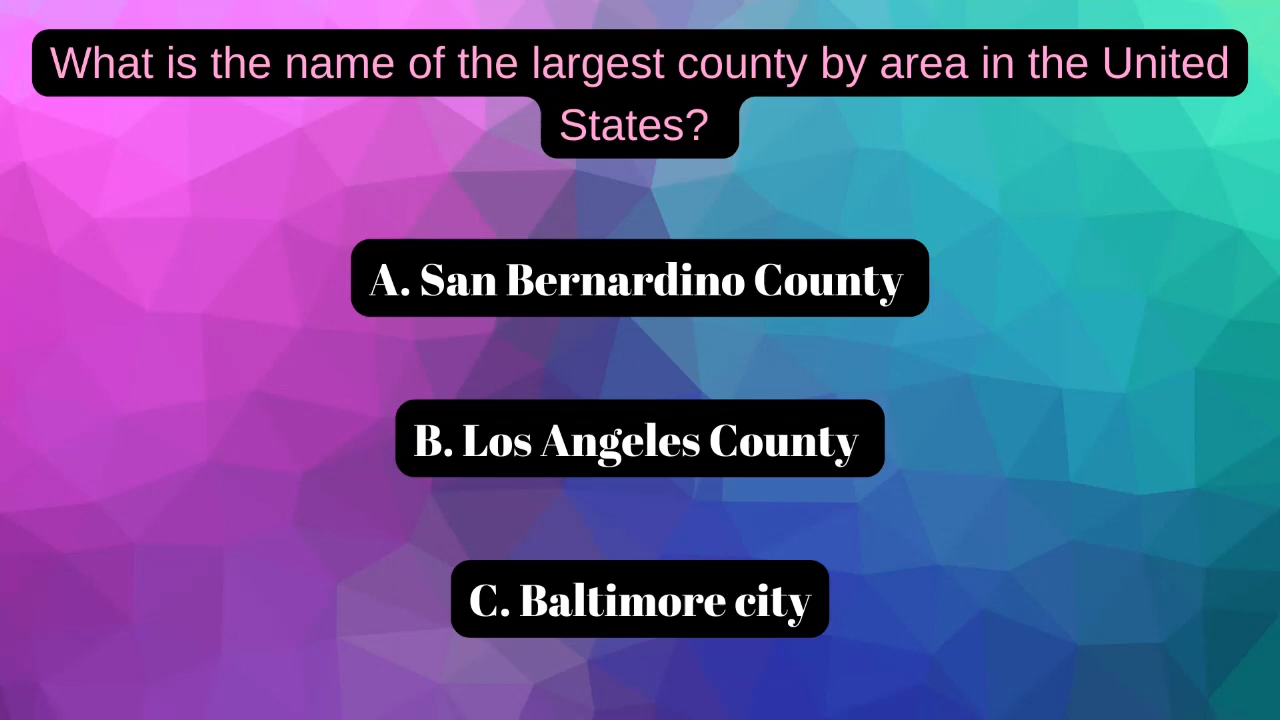 What is the name of the largest county by area in the United
States?
A. San Bernardino County
B. Los Angeles County
C. Baltimore city